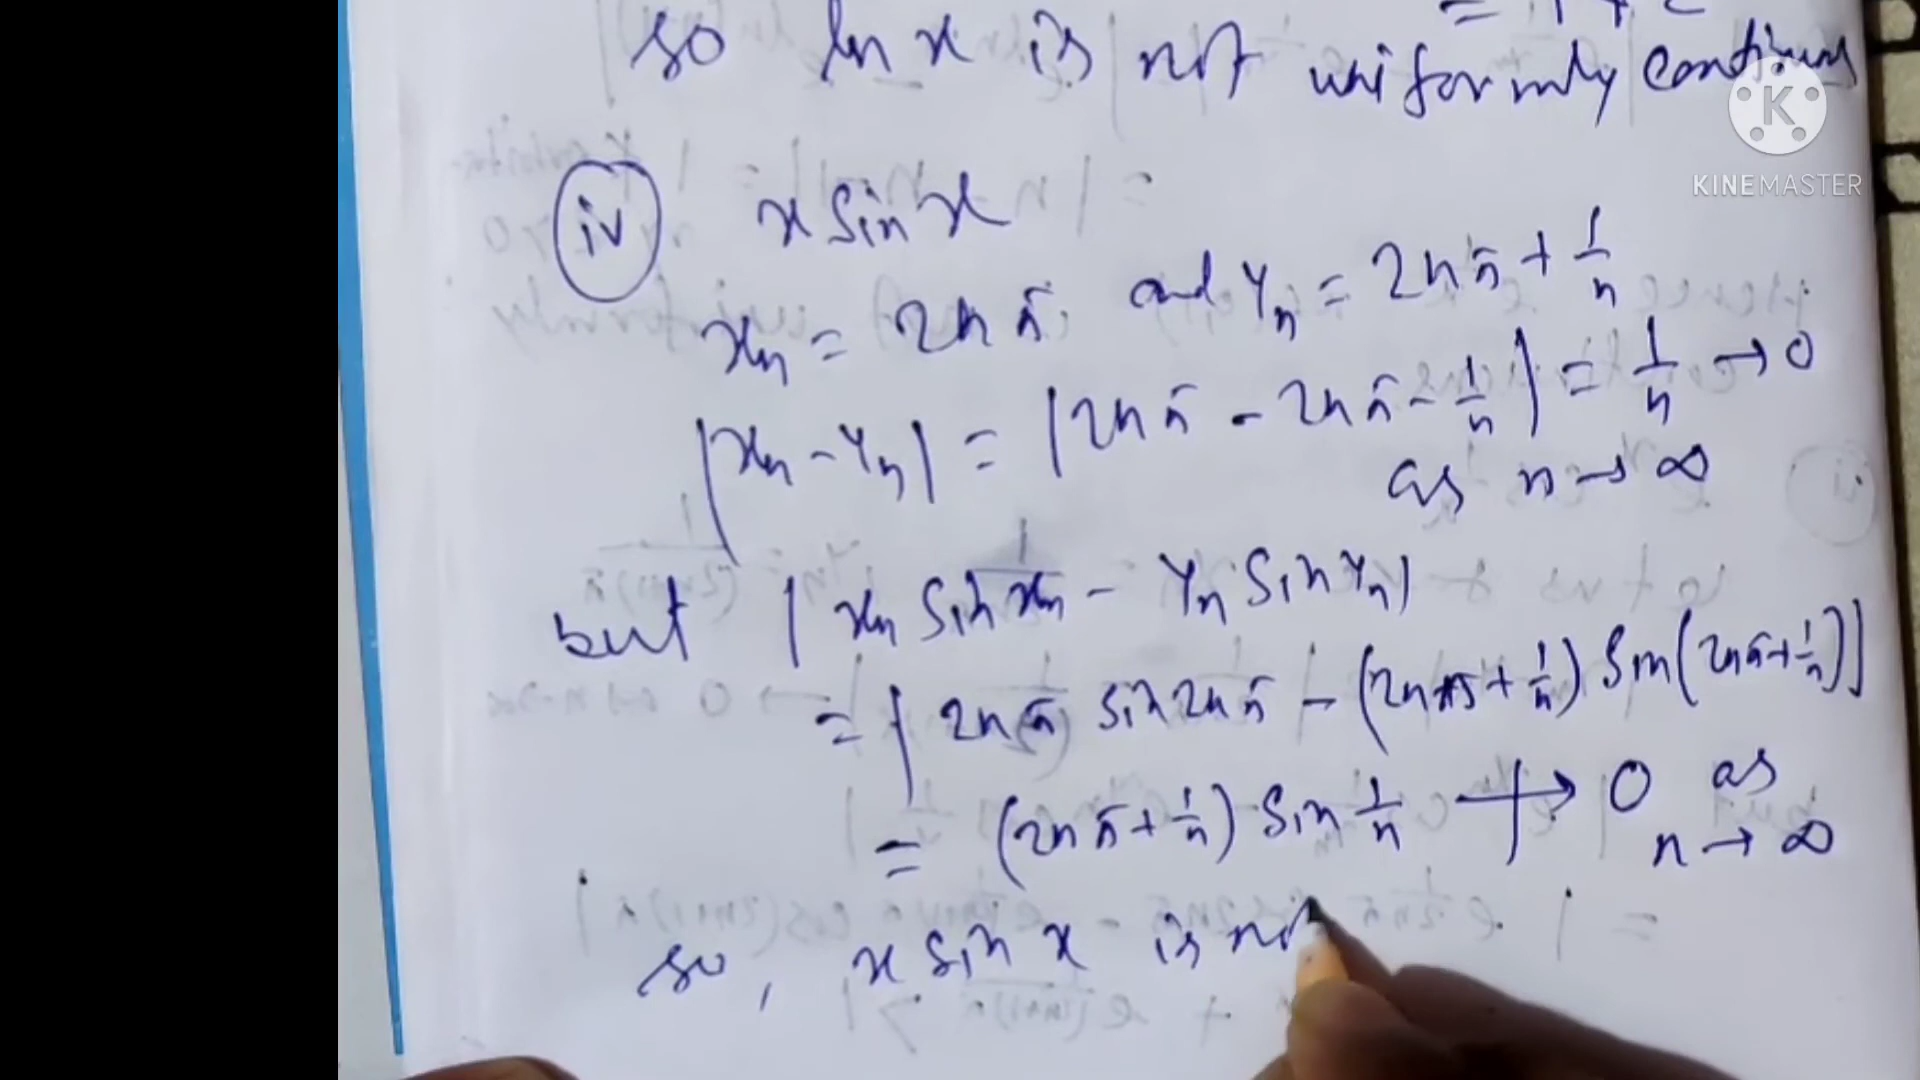 so ln x is not uniformly continuous
K
KINEMASTER
iv x sin x
xn = 2nπ, and Yn = 2nπ + 1/n
|xn - Yn| = |2nπ - 2nπ - 1/n| = 1/n → 0
as n → ∞
but | xn sin xn - Yn sin Yn |
= | 2nπ sin 2nπ - (2nπ + 1/n) sin(2nπ + 1/n) |
= (2nπ + 1/n) sin 1/n ↛ 0 as
n → ∞
so, x sin x is not